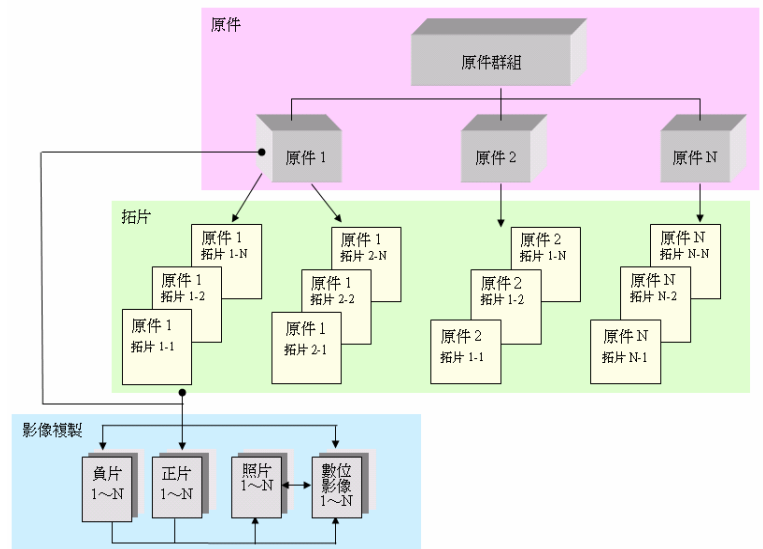 原件
原件群組
原件 1
原件 2
原件 N
拓片
原件 1
拓片 1-N
原件 1
拓片 1-2
原件 1
拓片 1-1
原件 1
拓片 2-N
原件 1
拓片 2-2
原件 1
拓片 2-1
原件 2
拓片 1-N
原件 2
拓片 1-2
原件 2
拓片 1-1
原件 N
拓片 N-N
原件 N
拓片 N-2
原件 N
拓片 N-1
影像複製
負片
1～N
正片
1～N
照片
1～N
數位
影像
1～N